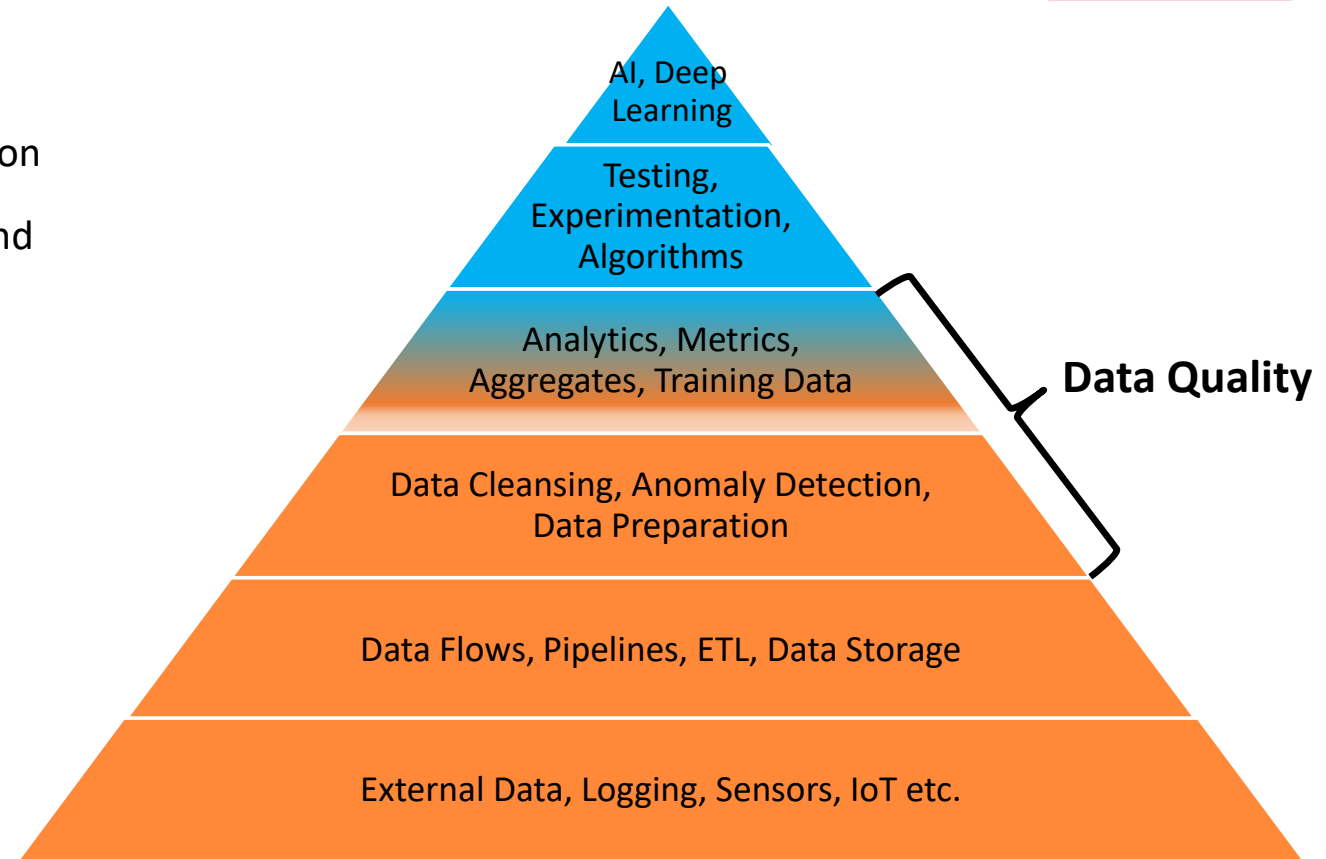 AI, Deep
Learning
on
nd
Testing,
Experimentation,
Algorithms
Analytics, Metrics,
Aggregates, Training Data
Data Quality
Data Cleansing, Anomaly Detection,
Data Preparation
Data Flows, Pipelines, ETL, Data Storage
External Data, Logging, Sensors, IoT etc.